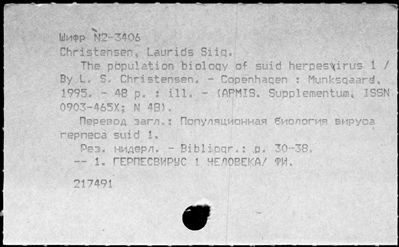 Шифр N2-3406
Christensen, Laurids Siig.
The population biology of suid herpesvirus 1 /
By L. S. Christensen. - Copenhagen : Munksgaard,
1995. - 48 p. : ill. - (APMIS. Supplementum, ISSN
0903-465X; N 48).
Перевод загл.: Популяционная биология вируса
герпеса suid 1.
Рез. нидерл. - Bibliogr.: p. 30-38.
-- 1. ГЕРПЕСВИРУС 1 ЧЕЛОВЕКА/ ФИ.
217491